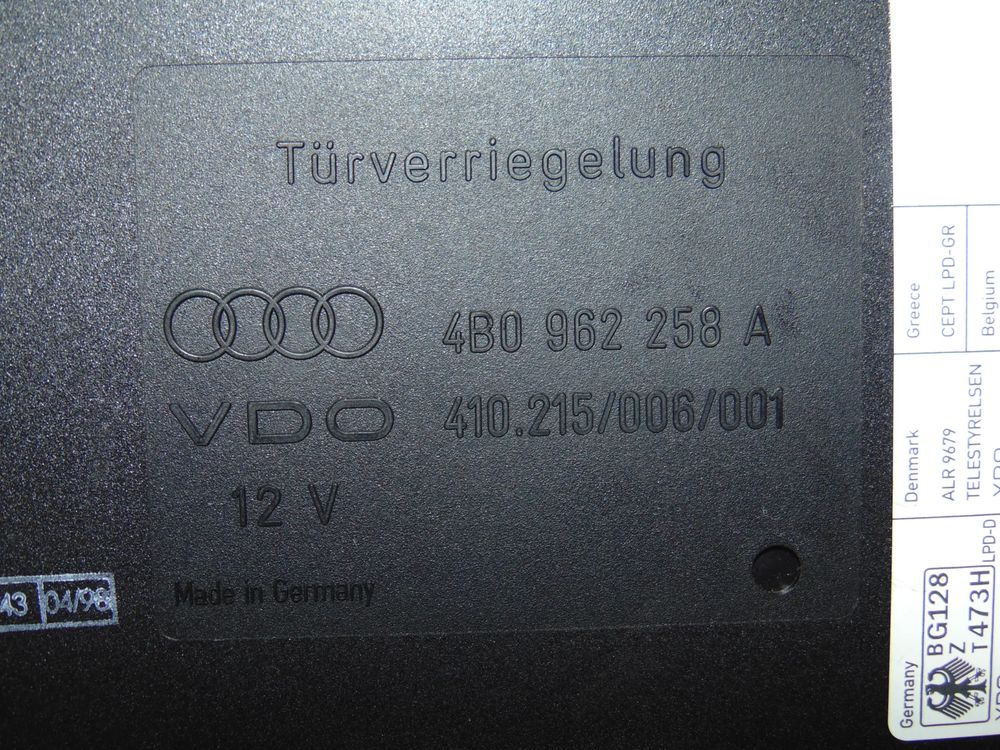 Türverriegelung
4B0 962 258 A
VDO 410.215/006/001
12 V
Made in Germany
43 04/98
Greece
CEPT LPD-GR
Belgium
Denmark
ALR 9679
TELESTYRELSEN
Germany
BG128
Z
T473H
LPD-D